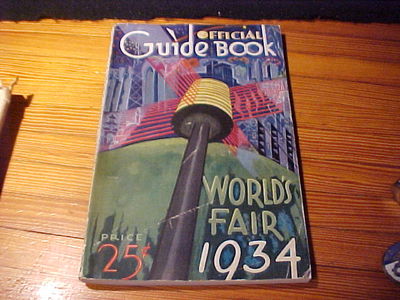 OFFICIAL
GUIDE BOOK
WORLD'S
FAIR
PRICE
25¢
1934